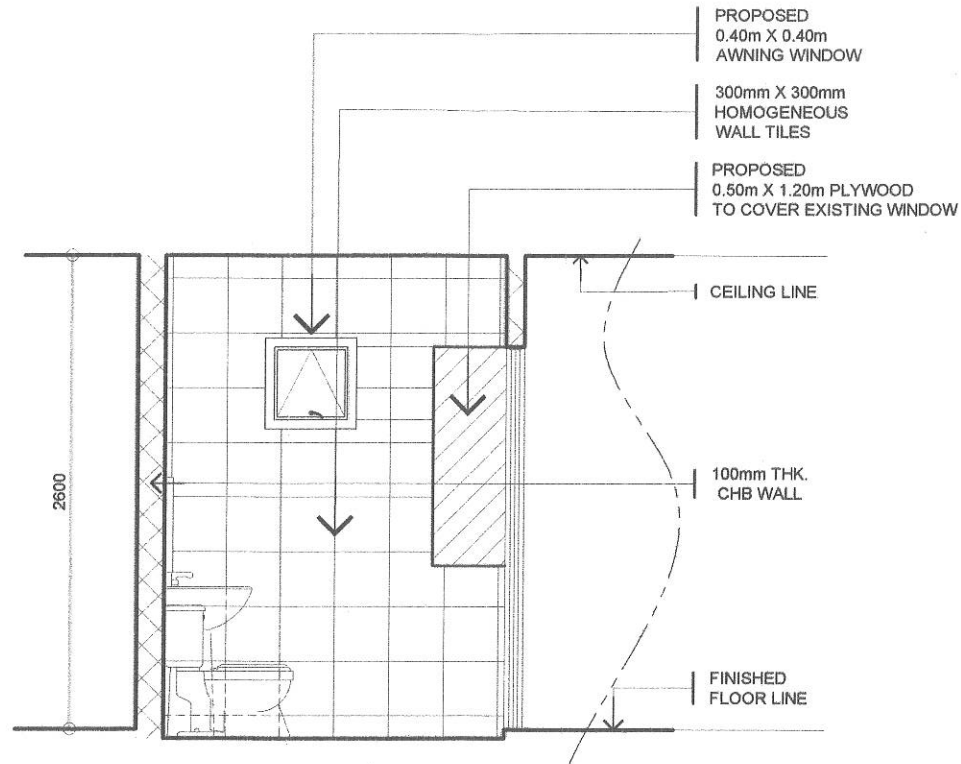 PROPOSED
0.40m X 0.40m
AWNING WINDOW
300mm X 300mm
HOMOGENEOUS
WALL TILES
PROPOSED
0.50m X 1.20m PLYWOOD
TO COVER EXISTING WINDOW
CEILING LINE
2600
100mm THK.
CHB WALL
FINISHED
FLOOR LINE